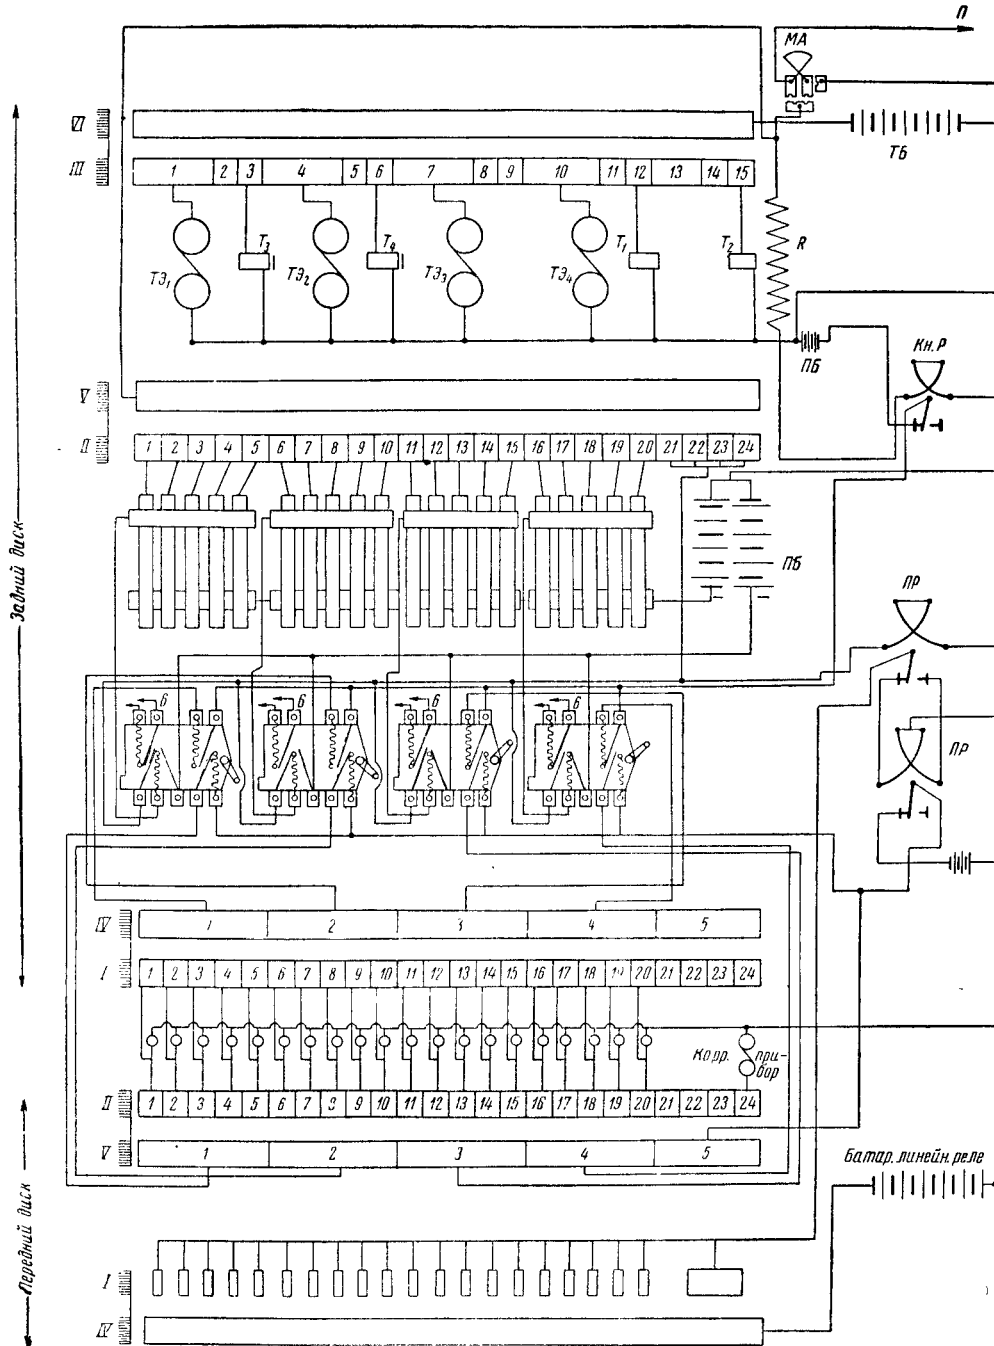 П
МА
VI
ТБ
III 1 2 3 4 5 6 7 8 9 10 11 12 13 14 15
R
Т3 Т4 Т1 Т2
ТЭ1 ТЭ2 ТЭ3 ТЭ4
ПБ
Кн.Р
V
II 1 2 3 4 5 6 7 8 9 10 11 12 13 14 15 16 17 18 19 20 21 22 23 24
Задний диск
ПБ
ПР
б б б б
ПР
IV 1 2 3 4 5
I 1 2 3 4 5 6 7 8 9 10 11 12 13 14 15 16 17 18 19 20 21 22 23 24
Корр. при-
бор
II 1 2 3 4 5 6 7 8 9 10 11 12 13 14 15 16 17 18 19 20 21 22 23 24
V 1 2 3 4 5
Батар. линейн. реле
Передний диск
I
IV